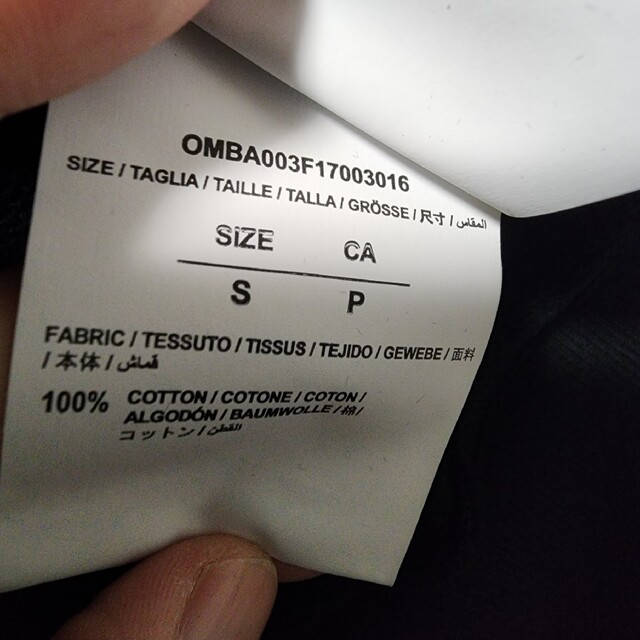 OMBA003F17003016
SIZE / TAGLIA / TAILLE / TALLA / GRÖSSE / 尺寸 / المقاس
SIZE CA
S P
FABRIC / TESSUTO / TISSUS / TEJIDO / GEWEBE / 面料
/ 本体 / قماش
100% COTTON / COTONE / COTON /
ALGODÓN / BAUMWOLLE / 棉 /
コットン / القطن